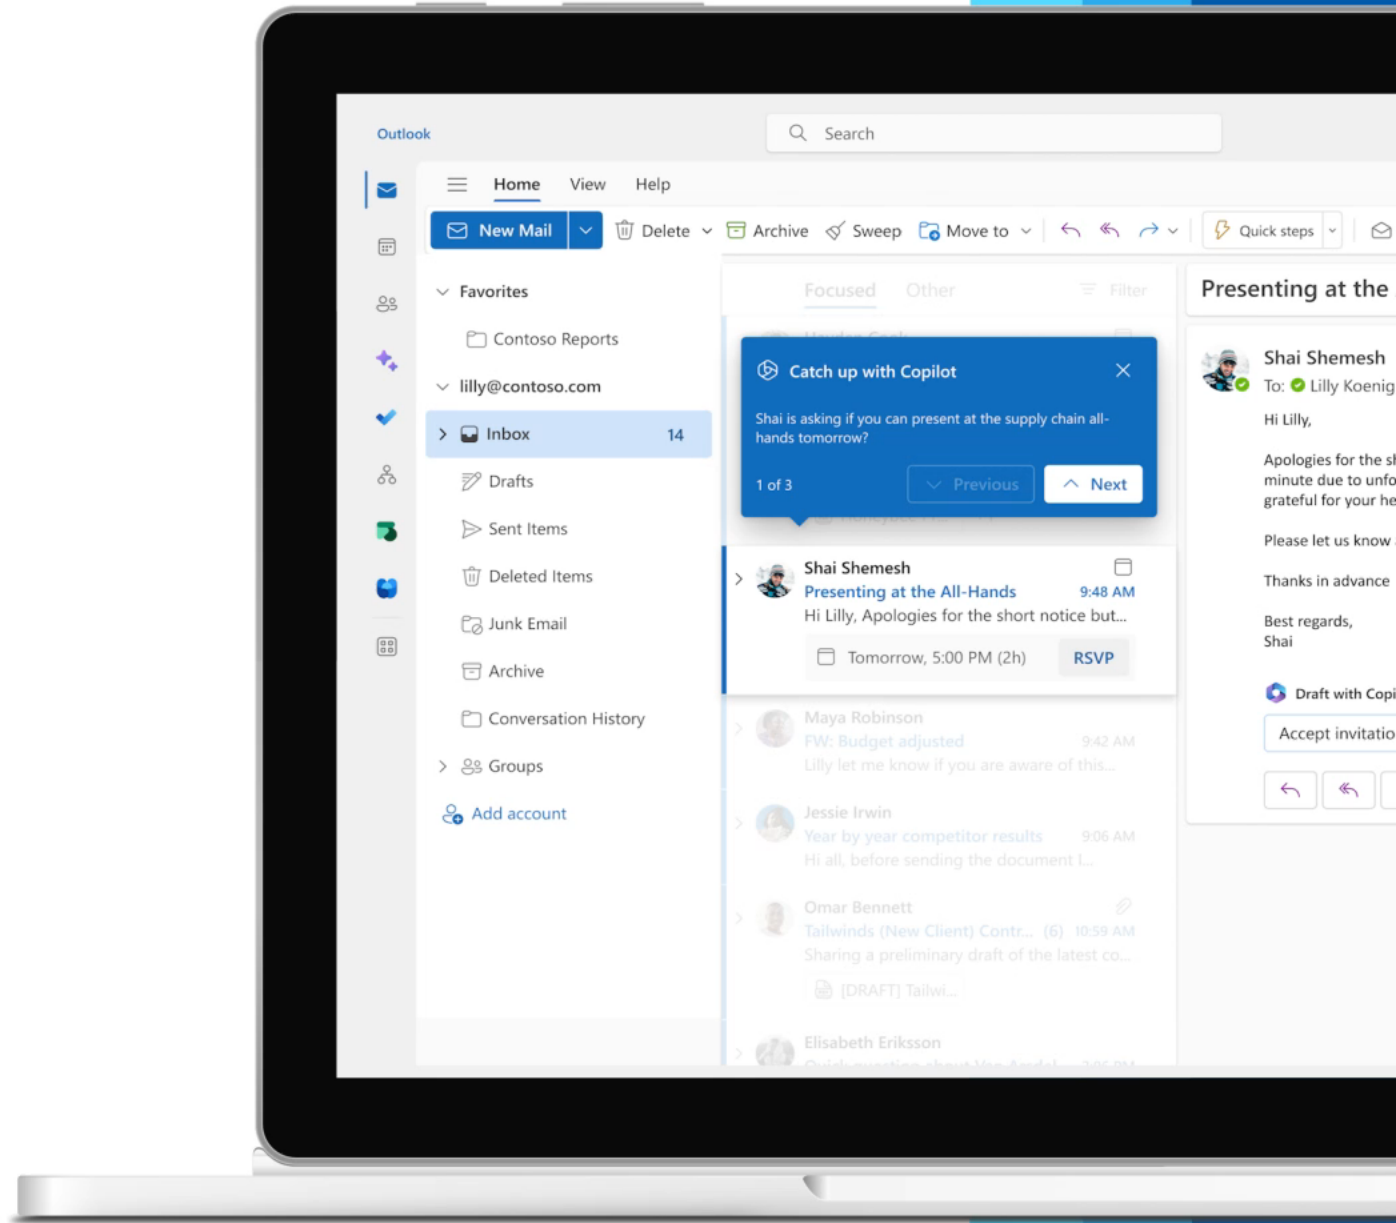 Outlook
Search
Home View Help
New Mail Delete Archive Sweep Move to Quick steps
Favorites
Contoso Reports
lilly@contoso.com
Inbox 14
Drafts
Sent Items
Deleted Items
Junk Email
Archive
Conversation History
Groups
Add account
Focused Other Filter
Catch up with Copilot
Shai is asking if you can present at the supply chain all-
hands tomorrow?
1 of 3 Previous Next
Shai Shemesh
Presenting at the All-Hands 9:48 AM
Hi Lilly, Apologies for the short notice but...
Tomorrow, 5:00 PM (2h) RSVP
Maya Robinson
FW: Budget adjusted 9:42 AM
Lilly let me know if you are aware of this...
Jessie Irwin
Year by year competitor results 9:06 AM
Hi all, before sending the document I...
Omar Bennett
Tailwinds (New Client) Contr... (6) 10:59 AM
Sharing a preliminary draft of the latest co...
[DRAFT] Tailwi...
Elisabeth Eriksson
Presenting at the
Shai Shemesh
To: Lilly Koenig
Hi Lilly,
Apologies for the sh
minute due to unfo
grateful for your he
Please let us know
Thanks in advance
Best regards,
Shai
Draft with Copi
Accept invitatio